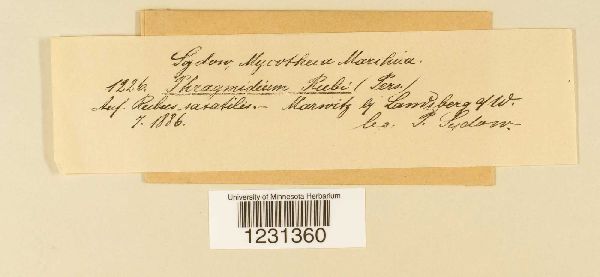 Sydow, Mycotheca Marchica.
1226. Phragmidium Rubi (Pers.)
Auf Rubus saxatilis. — Marwitz bj Landsberg a/W.
7. 1886. leg. P. Sydow.
University of Minnesota Herbarium
1231360